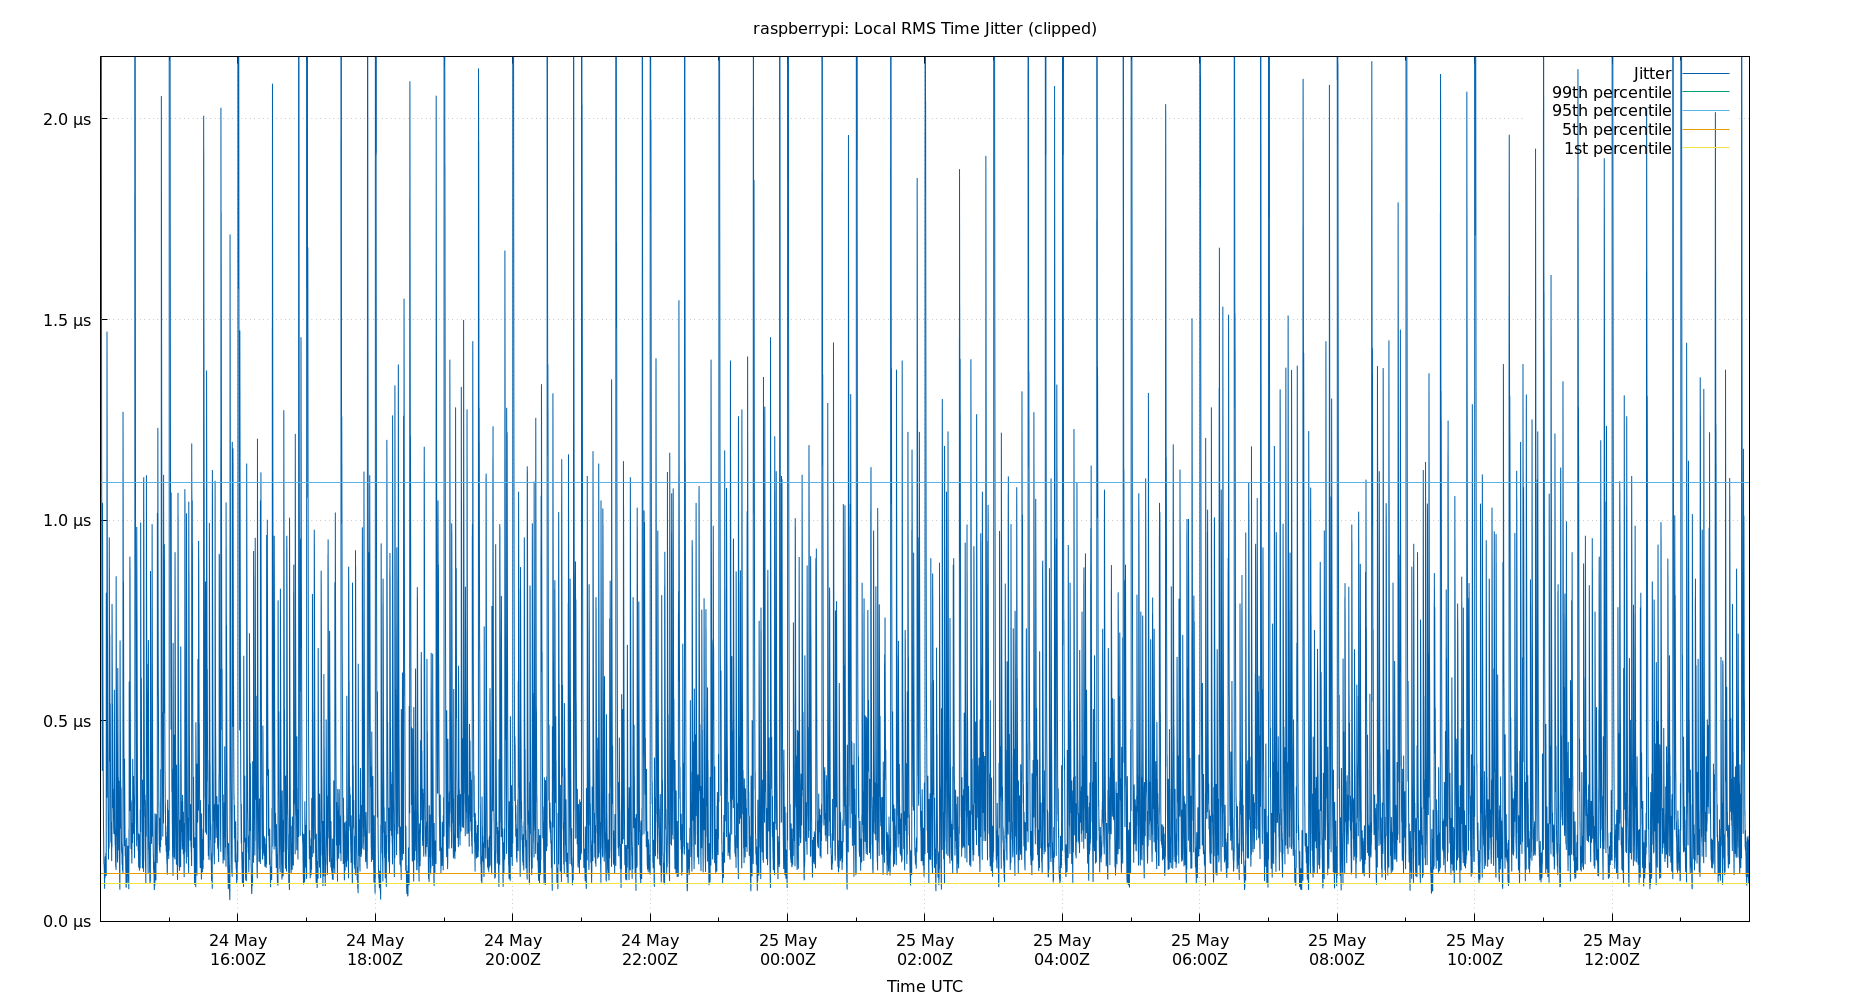 raspberrypi: Local RMS Time Jitter (clipped)
Jitter
99th percentile
95th percentile
5th percentile
1st percentile
2.0 µs
1.5 µs
1.0 µs
0.5 µs
0.0 µs
24 May 24 May 24 May 24 May 25 May 25 May 25 May 25 May 25 May 25 May 25 May
16:00Z 18:00Z 20:00Z 22:00Z 00:00Z 02:00Z 04:00Z 06:00Z 08:00Z 10:00Z 12:00Z
Time UTC